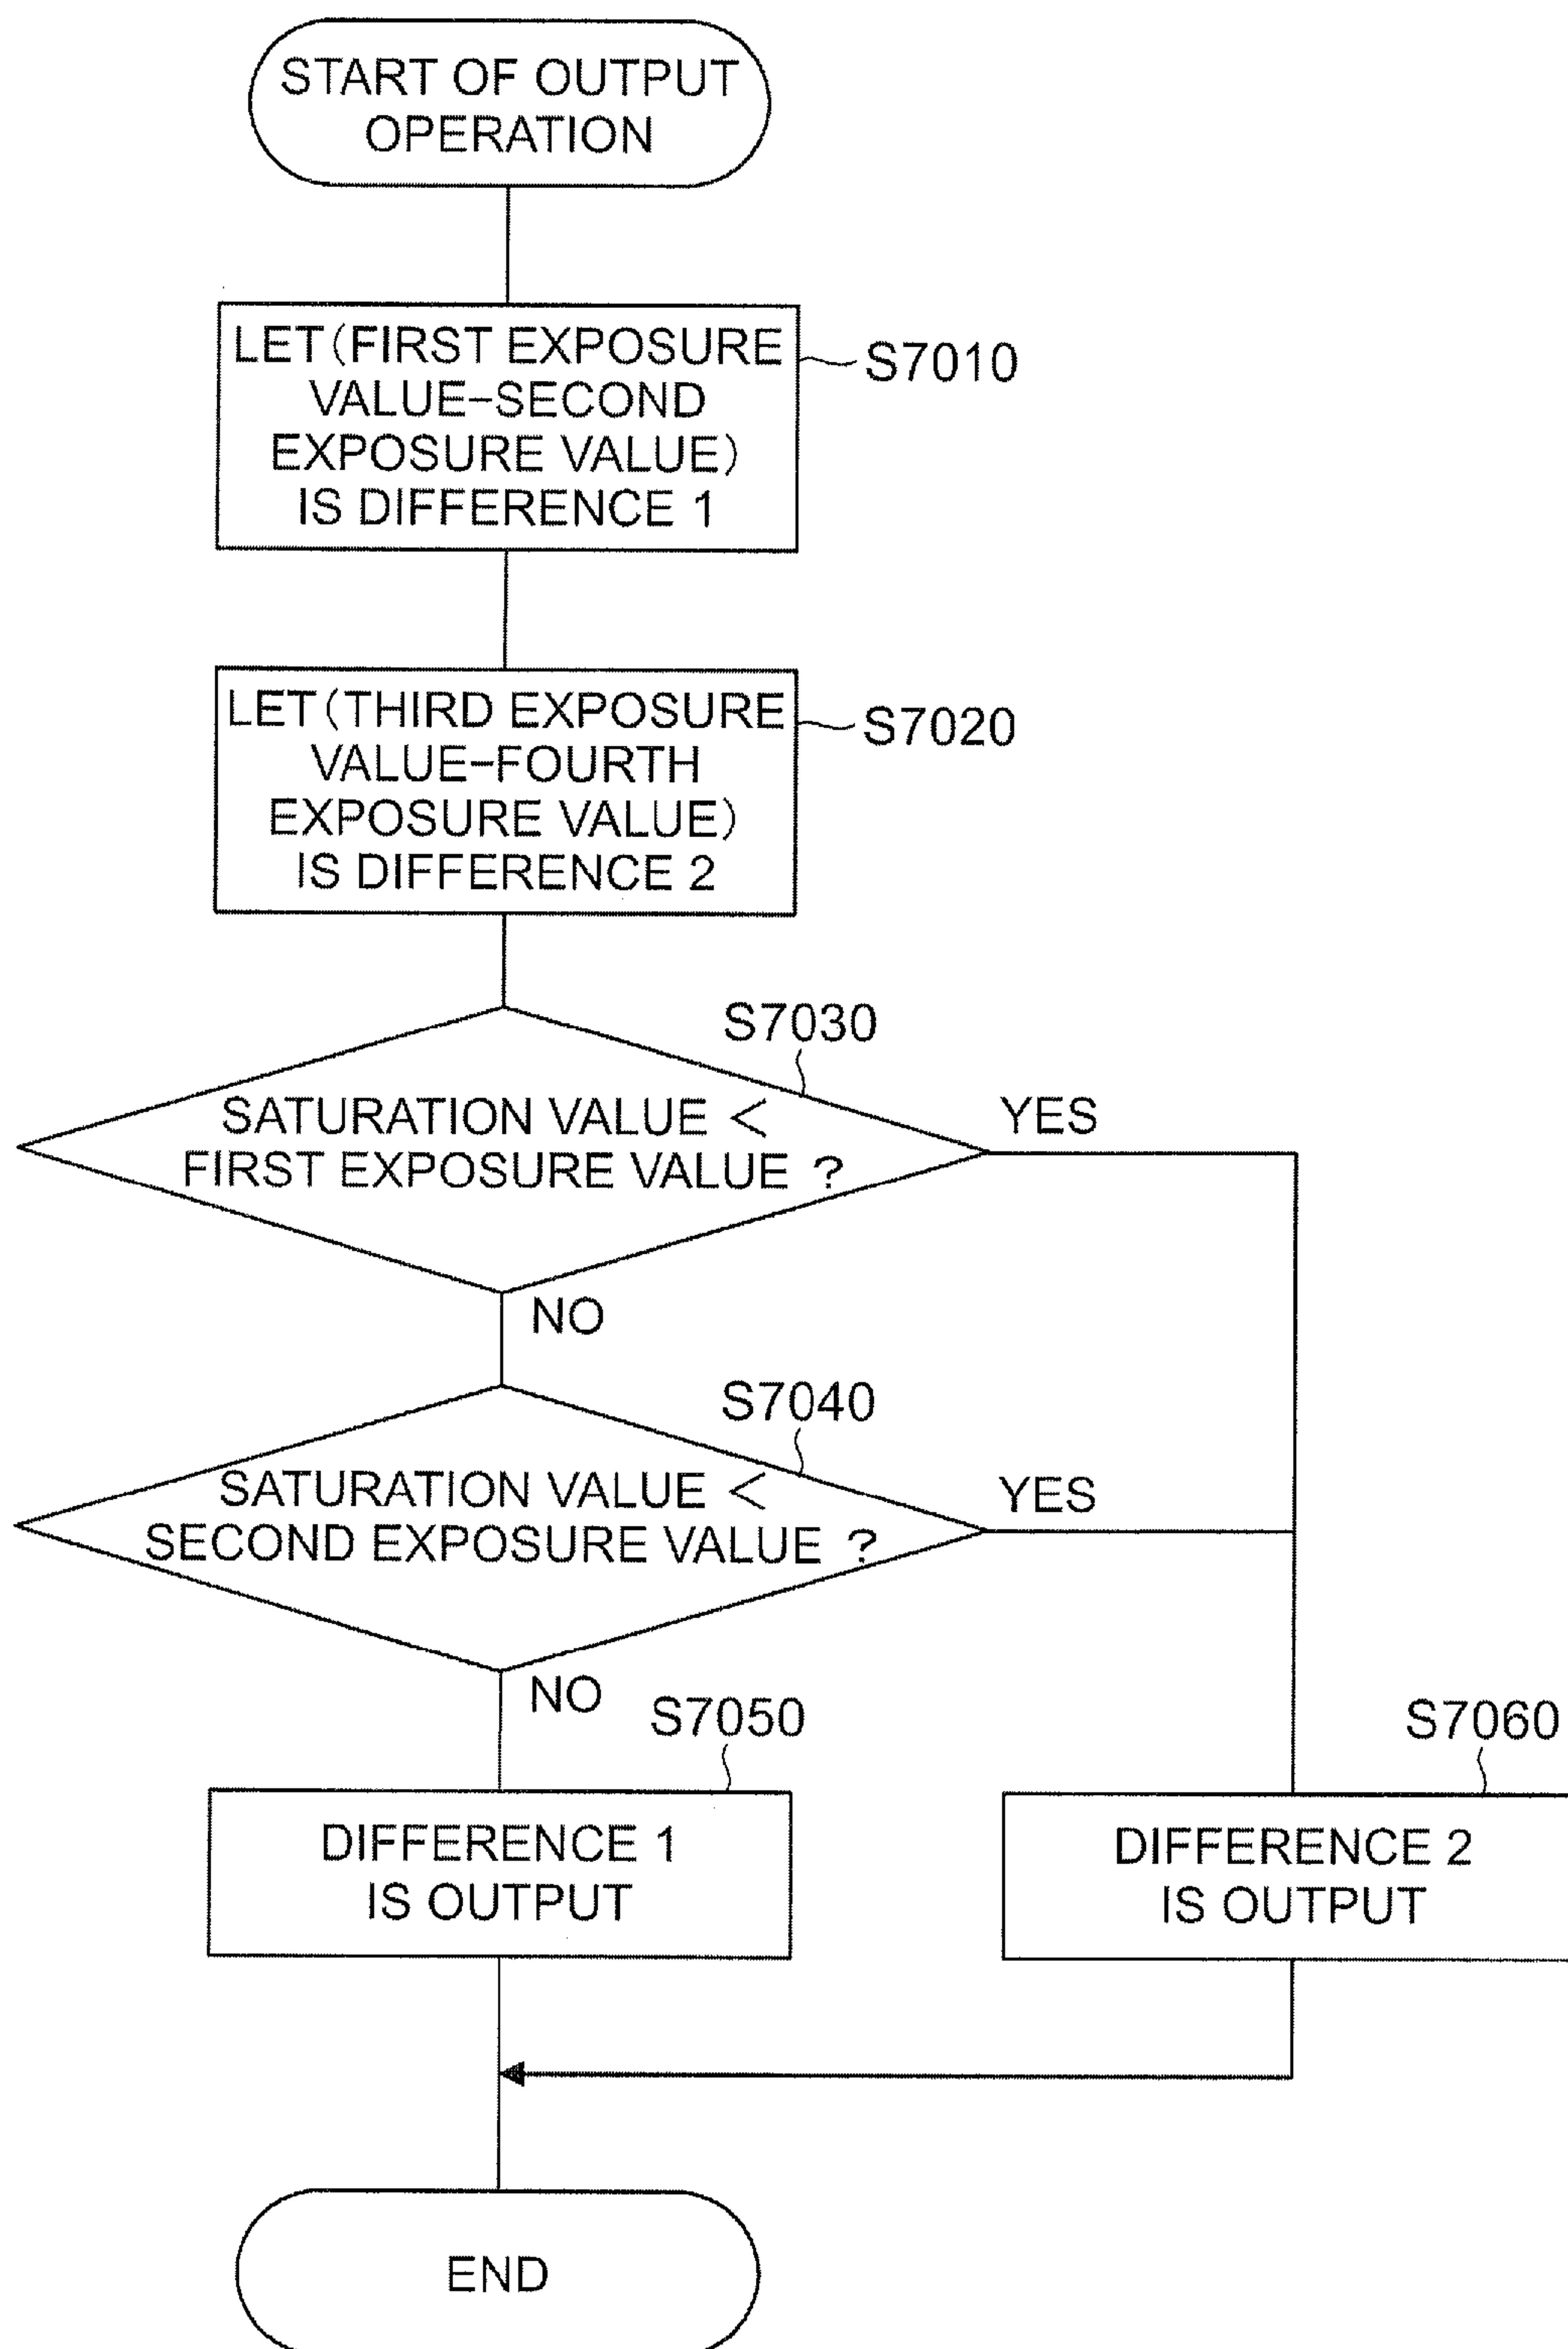 START OF OUTPUT
OPERATION
LET(FIRST EXPOSURE
VALUE-SECOND
EXPOSURE VALUE)
IS DIFFERENCE 1
S7010
LET(THIRD EXPOSURE
VALUE-FOURTH
EXPOSURE VALUE)
IS DIFFERENCE 2
S7020
S7030
SATURATION VALUE <
FIRST EXPOSURE VALUE ?
YES
NO
S7040
SATURATION VALUE <
SECOND EXPOSURE VALUE ?
YES
NO
S7050
DIFFERENCE 1
IS OUTPUT
S7060
DIFFERENCE 2
IS OUTPUT
END